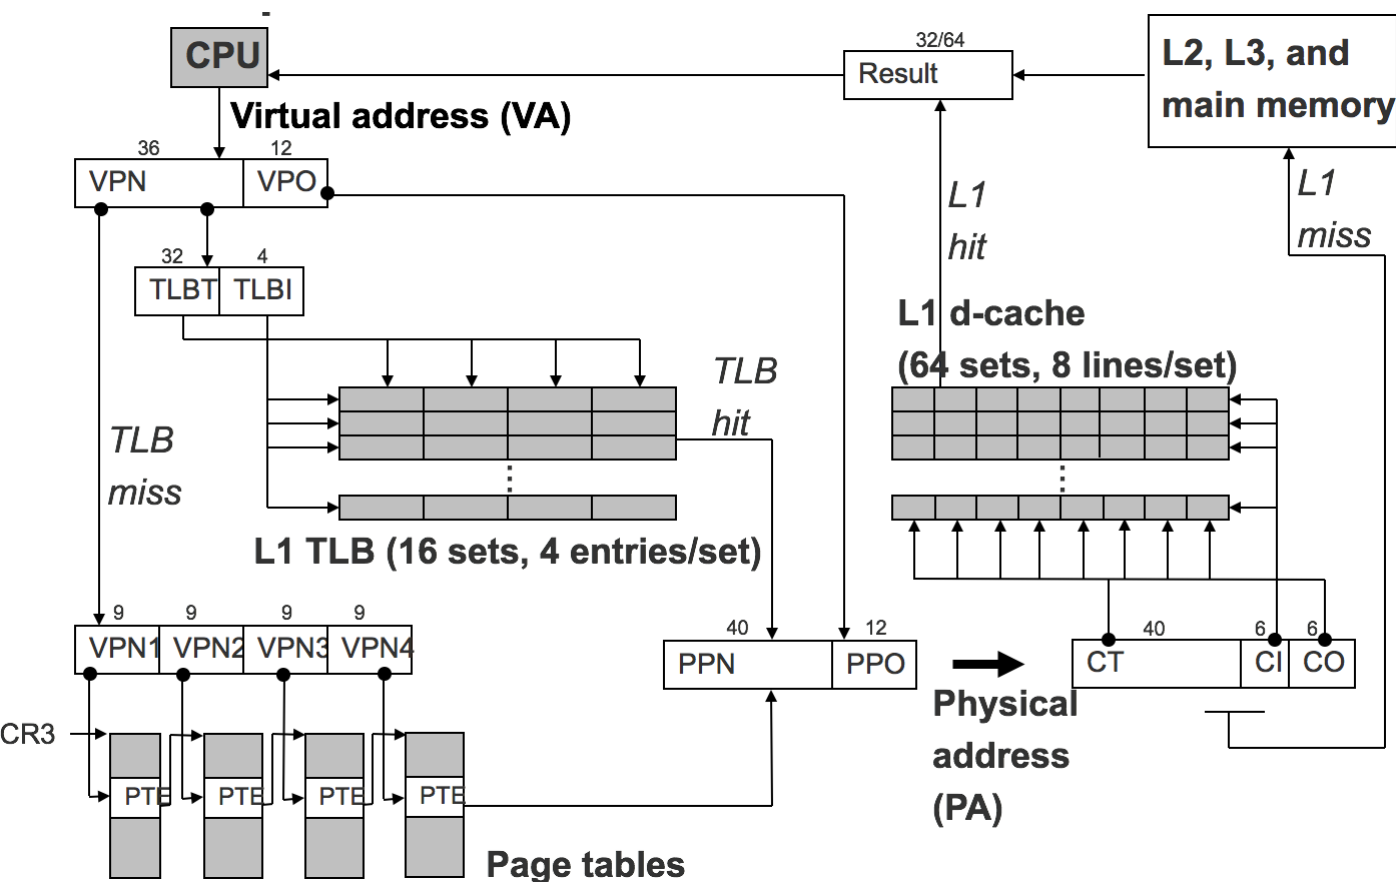 CPU
Virtual address (VA)
36
12
VPN
VPO
32
4
TLBT
TLBI
TLB
miss
TLB
hit
L1 TLB (16 sets, 4 entries/set)
9
9
9
9
VPN1
VPN2
VPN3
VPN4
CR3
PTE
PTE
PTE
PTE
Page tables
40
12
PPN
PPO
Physical
address
(PA)
32/64
Result
L2, L3, and
main memory
L1
hit
L1
miss
L1 d-cache
(64 sets, 8 lines/set)
40
6
6
CT
CI
CO